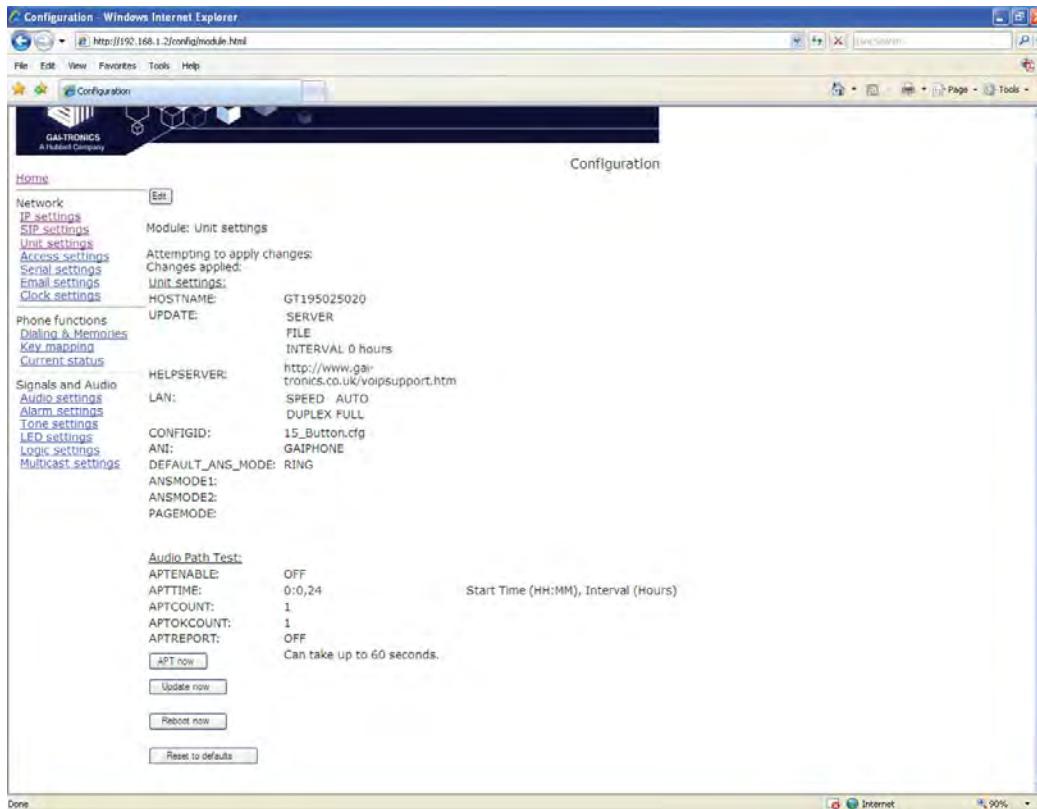 Configuration - Windows Internet Explorer
http://192.168.1.2/config/module.html
Live Search
File Edit View Favorites Tools Help
Configuration
Page Tools
GAI-TRONICS
A Hubbell Company
Configuration
Home
Network
IP settings
SIP settings
Unit settings
Access settings
Serial settings
Email settings
Clock settings
Phone functions
Dialing & Memories
Key mapping
Current status
Signals and Audio
Audio settings
Alarm settings
Tone settings
LED settings
Logic settings
Multicast settings
Edit
Module: Unit settings
Attempting to apply changes:
Changes applied:
Unit settings:
HOSTNAME: GT195025020
UPDATE: SERVER
FILE
INTERVAL 0 hours
HELPSERVER: http://www.gai-
tronics.co.uk/voipsupport.htm
LAN: SPEED AUTO
DUPLEX FULL
CONFIGID: 15_Button.cfg
ANI: GAIPHONE
DEFAULT_ANS_MODE: RING
ANSMODE1:
ANSMODE2:
PAGEMODE:
Audio Path Test:
APTENABLE: OFF
APTTIME: 0:0,24 Start Time (HH:MM), Interval (Hours)
APTCOUNT: 1
APTOKCOUNT: 1
APTREPORT: OFF
APT now Can take up to 60 seconds.
Update now
Reboot now
Reset to defaults
Done Internet 90%